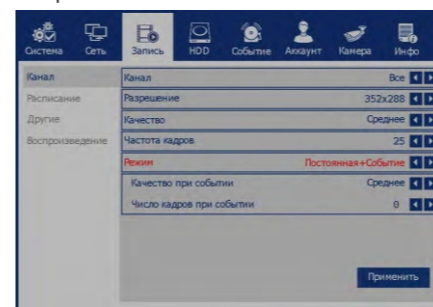 Система Сеть Запись HDD Событие Аккаунт Камера Инфо
Канал
Расписание
Другие
Воспроизведение
Канал Все
Разрешение 352x288
Качество Среднее
Частота кадров 25
Режим Постоянная+Событие
Качество при событии Среднее
Число кадров при событии 0
Применить